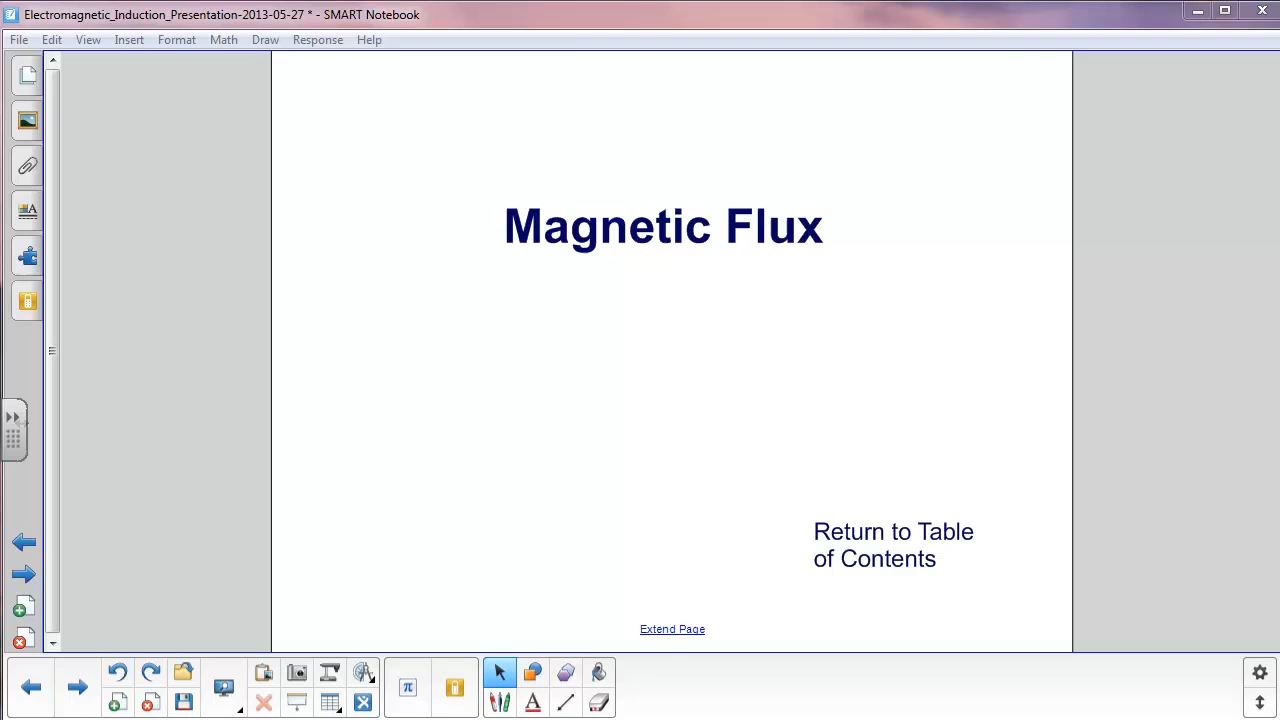 Electromagnetic_Induction_Presentation-2013-05-27 * - SMART Notebook
File Edit View Insert Format Math Draw Response Help
Magnetic Flux
Return to Table
of Contents
Extend Page